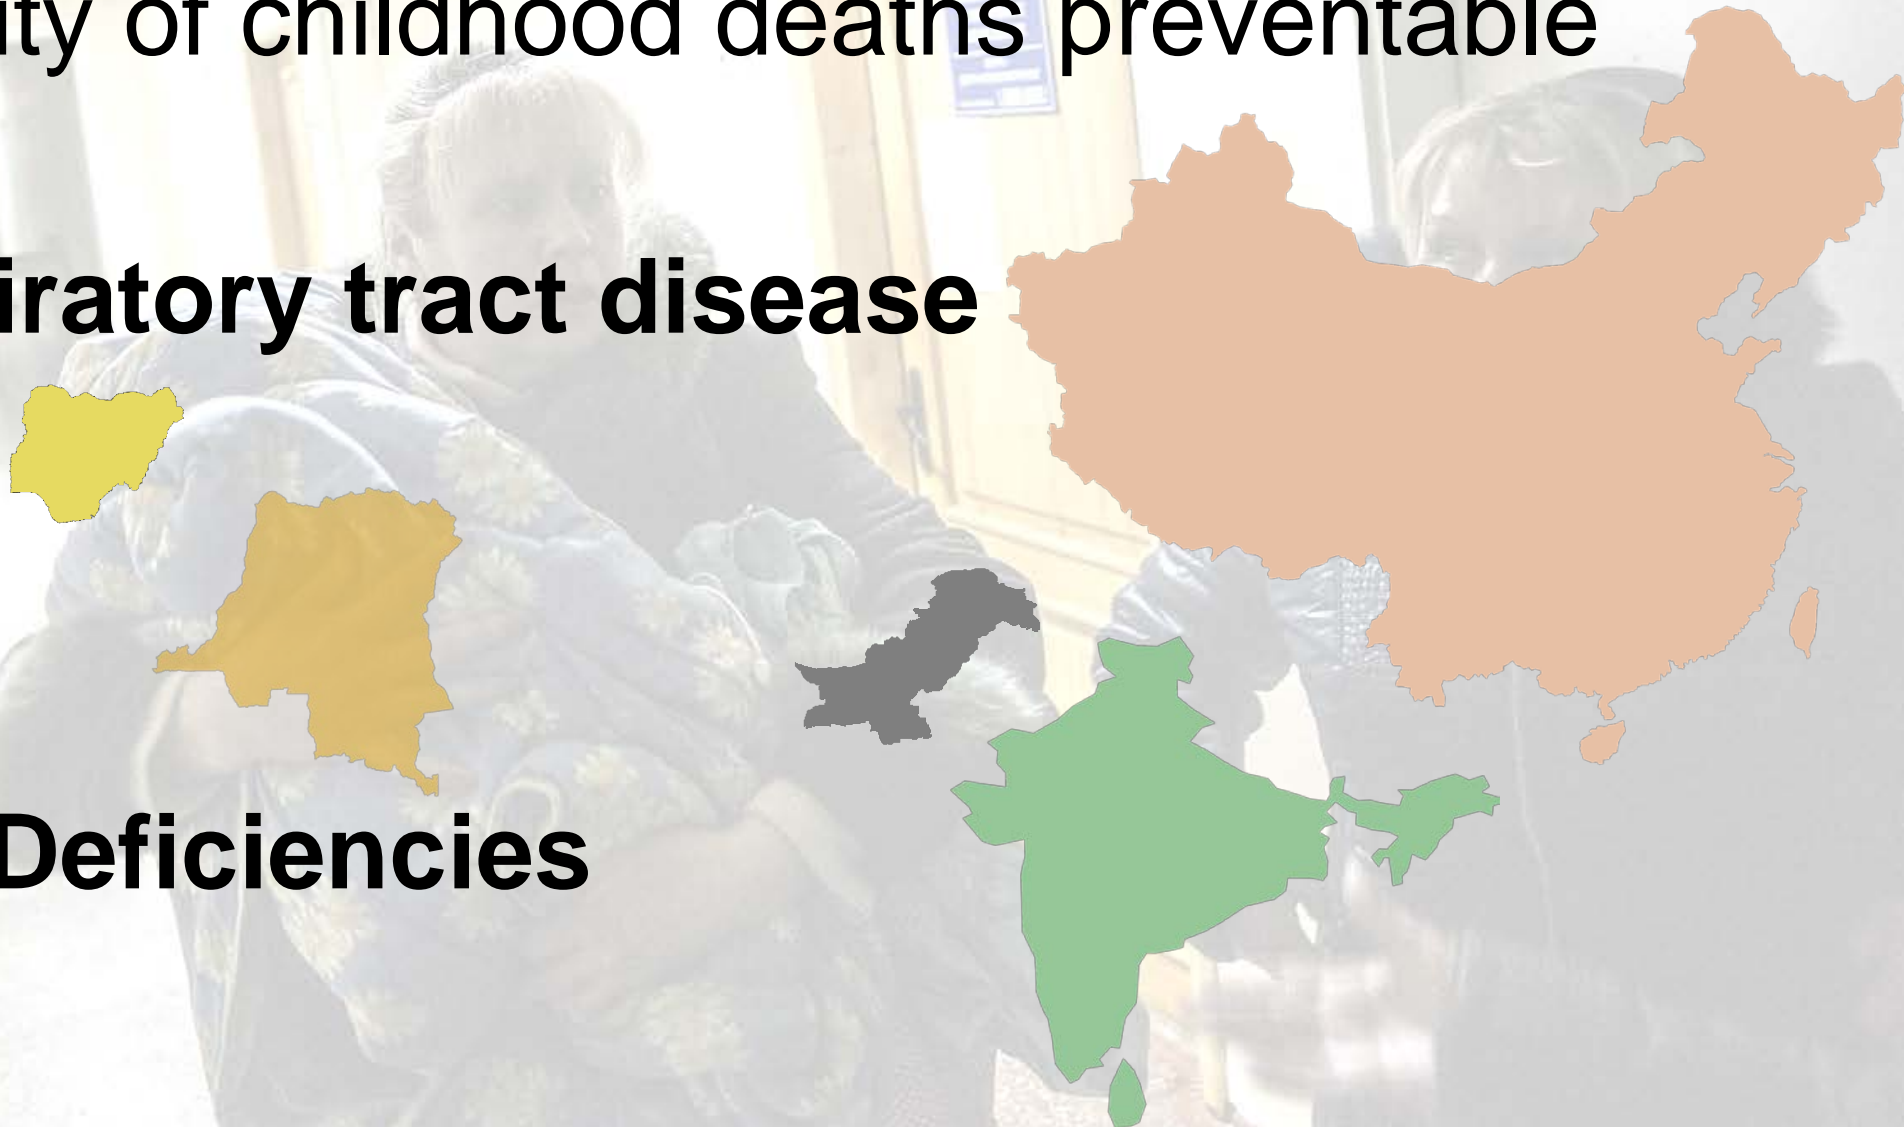 ity of childhood deaths preventable
iratory tract disease
Deficiencies